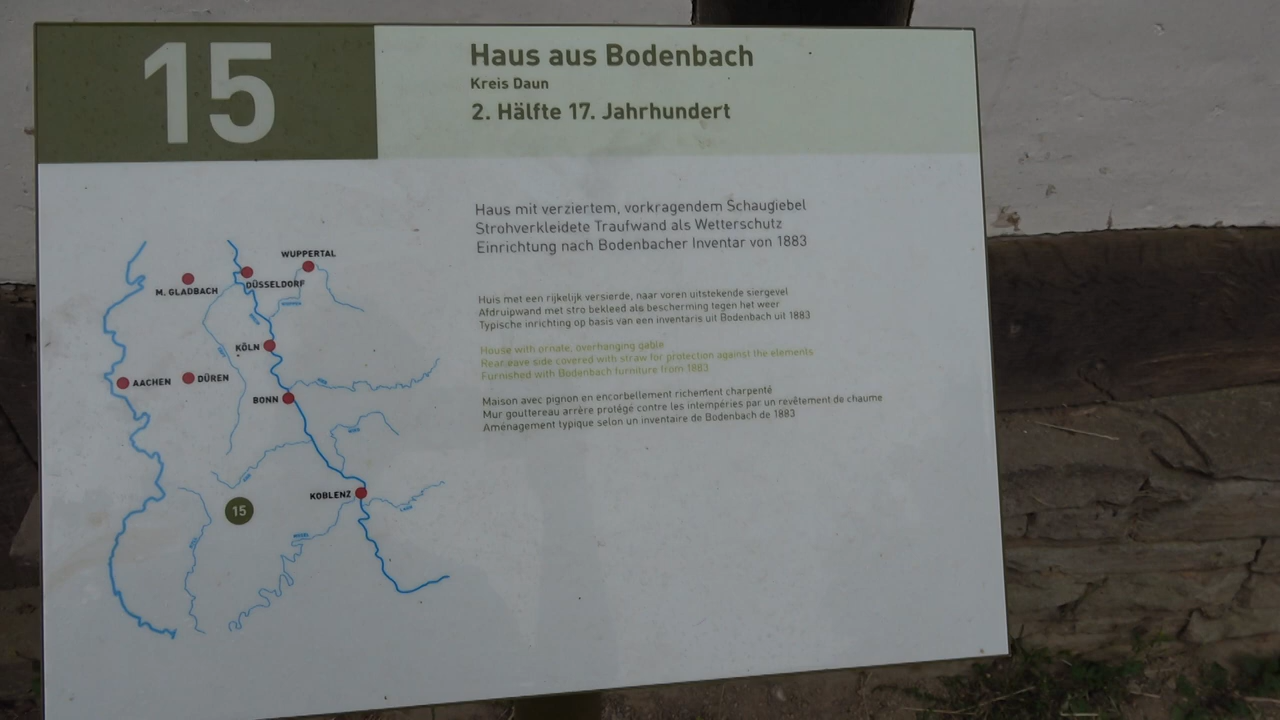 15
Haus aus Bodenbach
Kreis Daun
2. Hälfte 17. Jahrhundert
Haus mit verziertem, vorkragendem Schaugiebel
Strohverkleidete Traufwand als Wetterschutz
Einrichtung nach Bodenbacher Inventar von 1883
Huis met een rijkelijk versierde, naar voren uitstekende siergevel
Afdruipwand met stro bekleed als bescherming tegen het weer
Typische inrichting op basis van een inventaris uit Bodenbach uit 1883
House with ornate, overhanging gable
Rear eave side covered with straw for protection against the elements
Furnished with Bodenbach furniture from 1883
Maison avec pignon en encorbellement richement charpenté
Mur gouttereau arrère protégé contre les intempéries par un revêtement de chaume
Aménagement typique selon un inventaire de Bodenbach de 1883
WUPPERTAL
M. GLADBACH
DÜSSELDORF
KÖLN
AACHEN
DÜREN
BONN
KOBLENZ
15